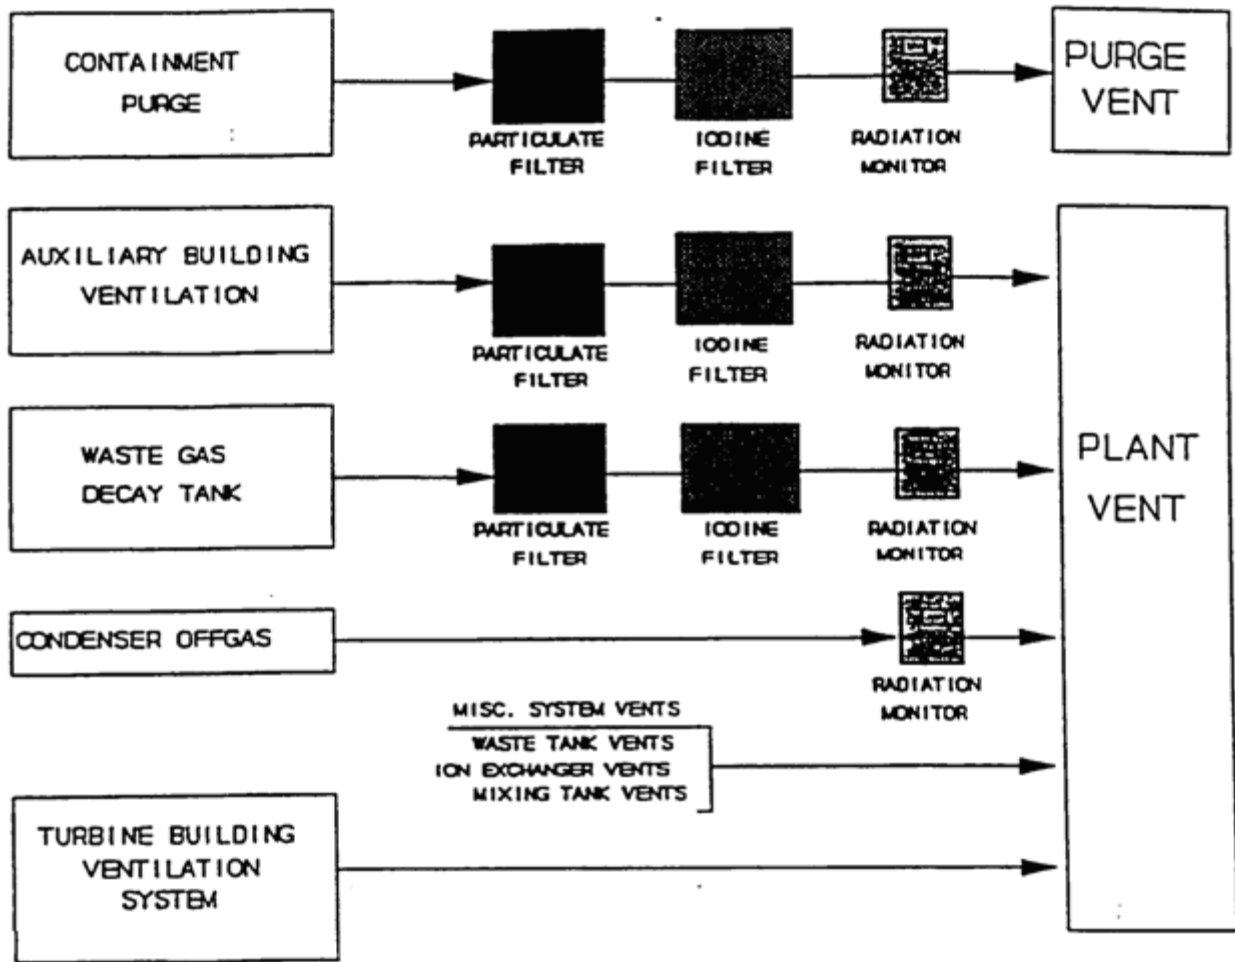 CONTAINMENT
PURGE
PARTICULATE
FILTER
IODINE
FILTER
RADIATION
MONITOR
PURGE
VENT
AUXILIARY BUILDING
VENTILATION
PARTICULATE
FILTER
IODINE
FILTER
RADIATION
MONITOR
WASTE GAS
DECAY TANK
PARTICULATE
FILTER
IODINE
FILTER
RADIATION
MONITOR
PLANT
VENT
CONDENSER OFFGAS
RADIATION
MONITOR
MISC. SYSTEM VENTS
WASTE TANK VENTS
ION EXCHANGER VENTS
MIXING TANK VENTS
TURBINE BUILDING
VENTILATION
SYSTEM